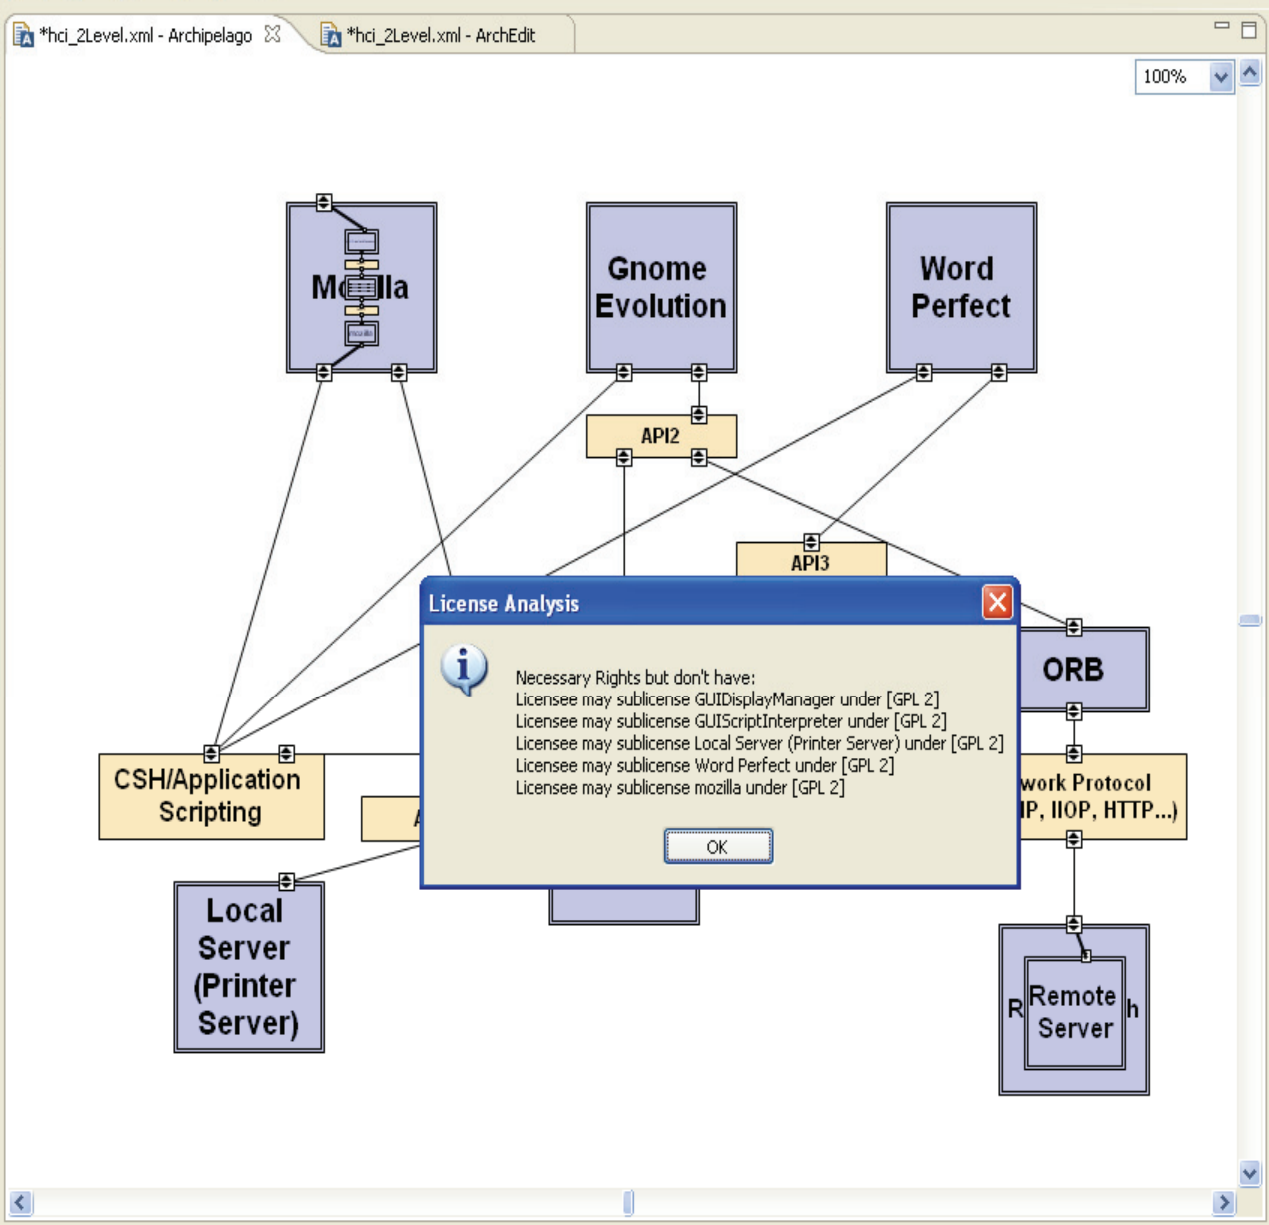 *hci_2Level.xml - Archipelago
*hci_2Level.xml - ArchEdit
100%
Gnome
Evolution
Word
Perfect
mozilla
API2
API3
License Analysis
Necessary Rights but don't have:
Licensee may sublicense GUIDisplayManager under [GPL 2]
Licensee may sublicense GUIScriptInterpreter under [GPL 2]
Licensee may sublicense Local Server (Printer Server) under [GPL 2]
Licensee may sublicense Word Perfect under [GPL 2]
Licensee may sublicense mozilla under [GPL 2]
OK
ORB
CSH/Application
Scripting
work Protocol
IP, IIOP, HTTP...)
Local
Server
(Printer
Server)
Remote
Server